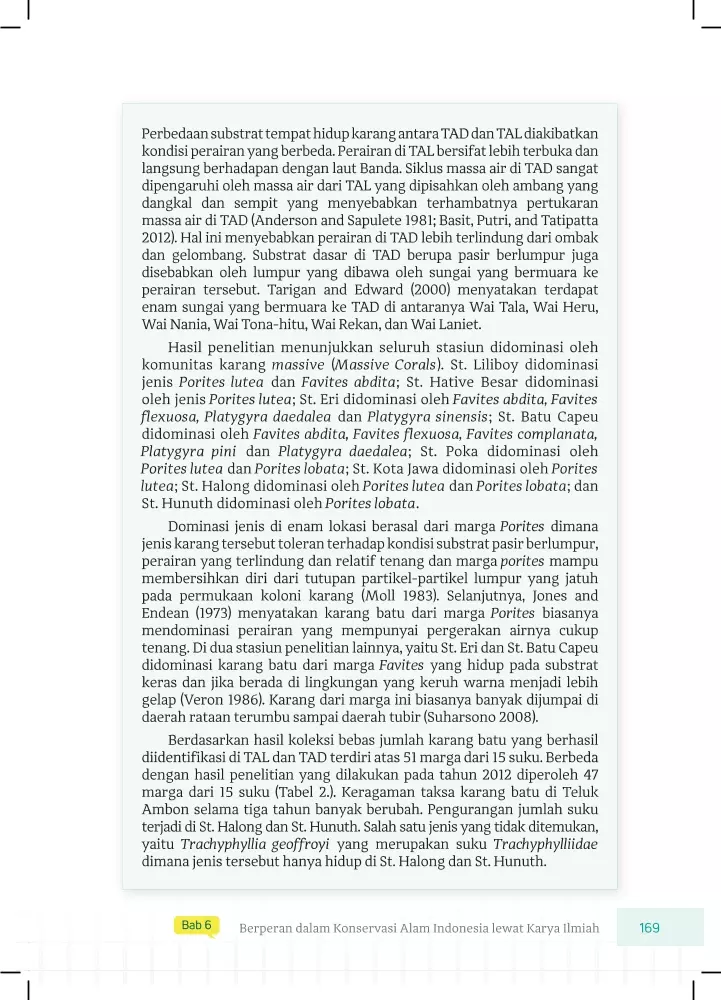 Perbedaan substrat tempat hidup karang antara TAD dan TAL diakibatkan
kondisi perairan yang berbeda. Perairan di TAL bersifat lebih terbuka dan
langsung berhadapan dengan laut Banda. Siklus massa air di TAD sangat
dipengaruhi oleh massa air dari TAL yang dipisahkan oleh ambang yang
dangkal dan sempit yang menyebabkan terhambatnya pertukaran
massa air di TAD (Anderson and Sapulete 1981; Basit, Putri, and Tatipatta
2012). Hal ini menyebabkan perairan di TAD lebih terlindung dari ombak
dan gelombang. Substrat dasar di TAD berupa pasir berlumpur juga
disebabkan oleh lumpur yang dibawa oleh sungai yang bermuara ke
perairan tersebut. Tarigan and Edward (2000) menyatakan terdapat
enam sungai yang bermuara ke TAD di antaranya Wai Tala, Wai Heru,
Wai Nania, Wai Tona-hitu, Wai Rekan, dan Wai Laniet.
Hasil penelitian menunjukkan seluruh stasiun didominasi oleh
komunitas karang massive (Massive Corals). St. Liliboy didominasi
jenis Porites lutea dan Favites abdita; St. Hative Besar didominasi
oleh jenis Porites lutea; St. Eri didominasi oleh Favites abdita, Favites
flexuosa, Platygyra daedalea dan Platygyra sinensis; St. Batu Capeu
didominasi oleh Favites abdita, Favites flexuosa, Favites complanata,
Platygyra pini dan Platygyra daedalea; St. Poka didominasi oleh
Porites lutea dan Porites lobata; St. Kota Jawa didominasi oleh Porites
lutea; St. Halong didominasi oleh Porites lutea dan Porites lobata; dan
St. Hunuth didominasi oleh Porites lobata.
Dominasi jenis di enam lokasi berasal dari marga Porites dimana
jenis karang tersebut toleran terhadap kondisi substrat pasir berlumpur,
perairan yang terlindung dan relatif tenang dan marga porites mampu
membersihkan diri dari tutupan partikel-partikel lumpur yang jatuh
pada permukaan koloni karang (Moll 1983). Selanjutnya, Jones and
Endean (1973) menyatakan karang batu dari marga Porites biasanya
mendominasi perairan yang mempunyai pergerakan airnya cukup
tenang. Di dua stasiun penelitian lainnya, yaitu St. Eri dan St. Batu Capeu
didominasi karang batu dari marga Favites yang hidup pada substrat
keras dan jika berada di lingkungan yang keruh warna menjadi lebih
gelap (Veron 1986). Karang dari marga ini biasanya banyak dijumpai di
daerah rataan terumbu sampai daerah tubir (Suharsono 2008).
Berdasarkan hasil koleksi bebas jumlah karang batu yang berhasil
diidentifikasi di TAL dan TAD terdiri atas 51 marga dari 15 suku. Berbeda
dengan hasil penelitian yang dilakukan pada tahun 2012 diperoleh 47
marga dari 15 suku (Tabel 2.). Keragaman taksa karang batu di Teluk
Ambon selama tiga tahun banyak berubah. Pengurangan jumlah suku
terjadi di St. Halong dan St. Hunuth. Salah satu jenis yang tidak ditemukan,
yaitu Trachyphyllia geoffroyi yang merupakan suku Trachyphylliidae
dimana jenis tersebut hanya hidup di St. Halong dan St. Hunuth.
Bab 6 Berperan dalam Konservasi Alam Indonesia lewat Karya Ilmiah 169